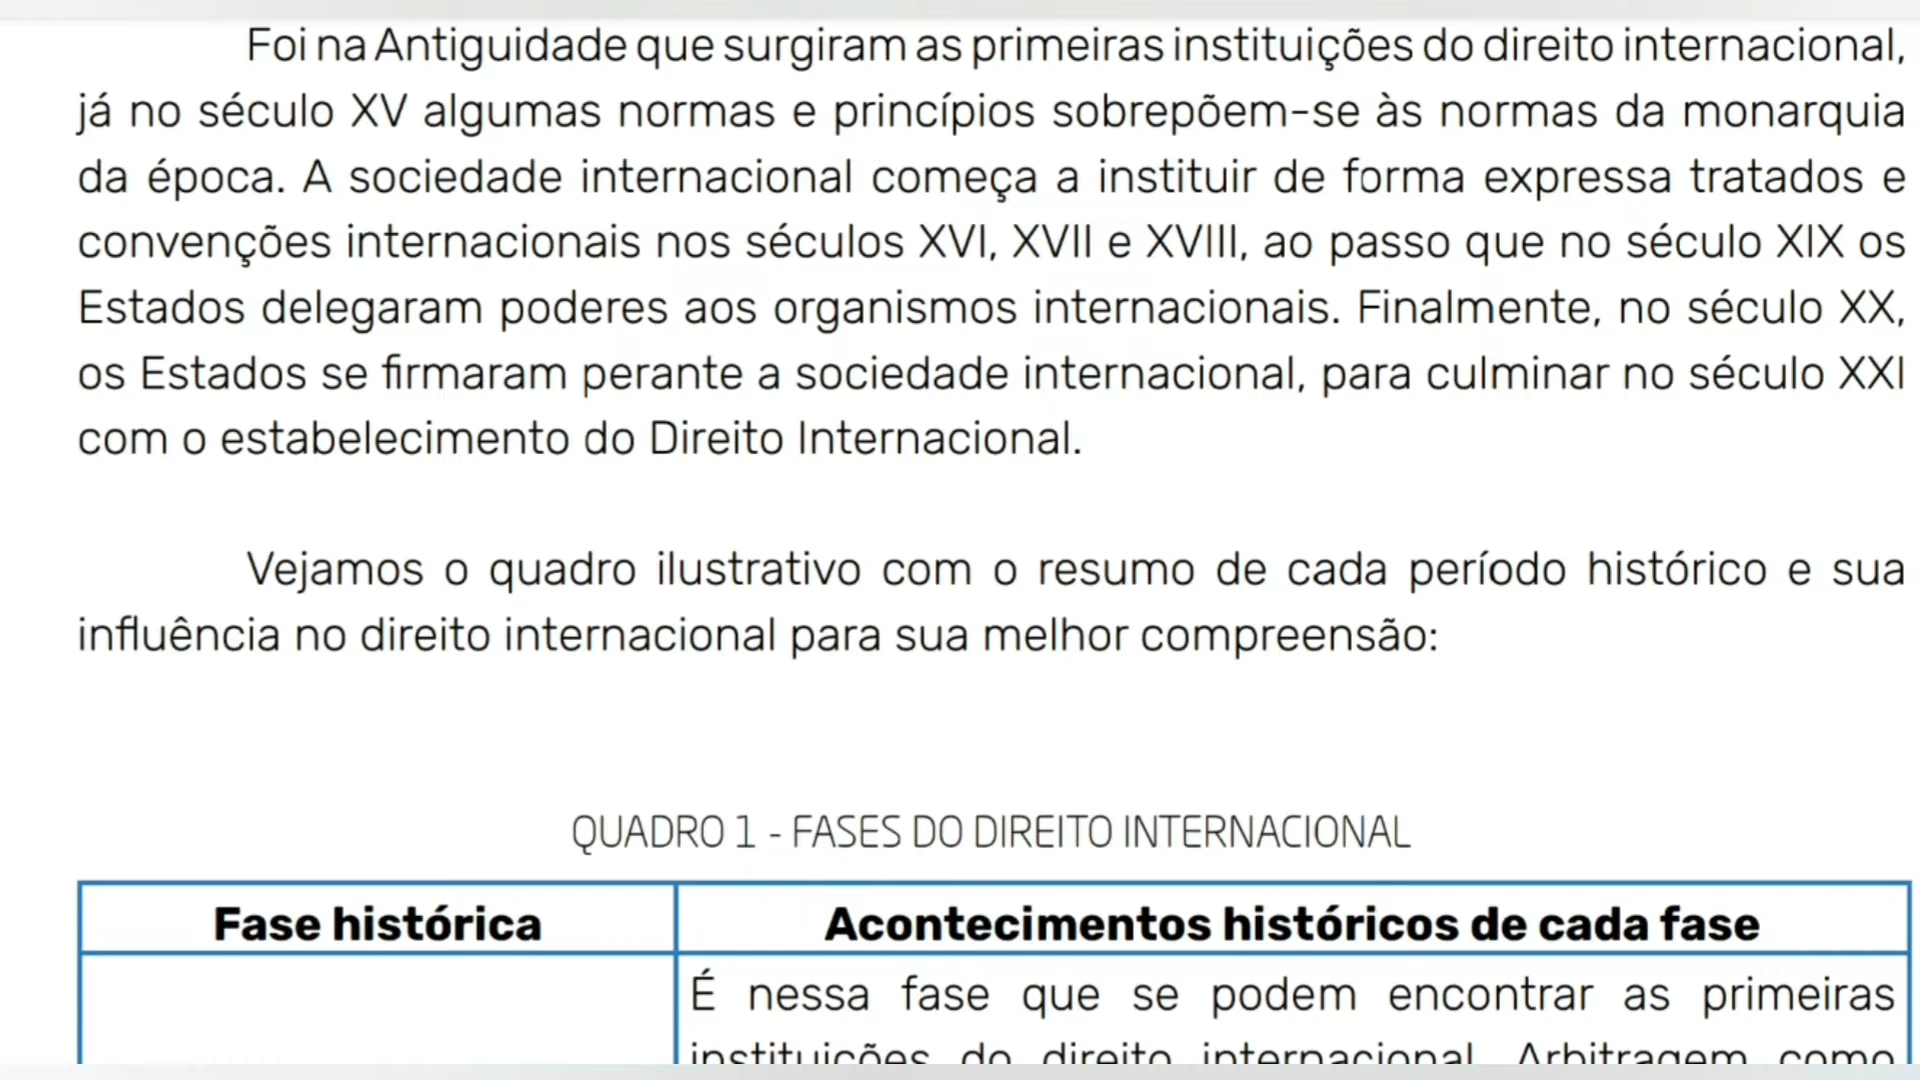 Foi na Antiguidade que surgiram as primeiras instituições do direito internacional,
já no século XV algumas normas e princípios sobrepõem-se às normas da monarquia
da época. A sociedade internacional começa a instituir de forma expressa tratados e
convenções internacionais nos séculos XVI, XVII e XVIII, ao passo que no século XIX os
Estados delegaram poderes aos organismos internacionais. Finalmente, no século XX,
os Estados se firmaram perante a sociedade internacional, para culminar no século XXI
com o estabelecimento do Direito Internacional.
Vejamos o quadro ilustrativo com o resumo de cada período histórico e sua
influência no direito internacional para sua melhor compreensão:
QUADRO 1 - FASES DO DIREITO INTERNACIONAL
Fase histórica
Acontecimentos históricos de cada fase
É nessa fase que se podem encontrar as primeiras
instituições do direito internacional. Arbitragem como